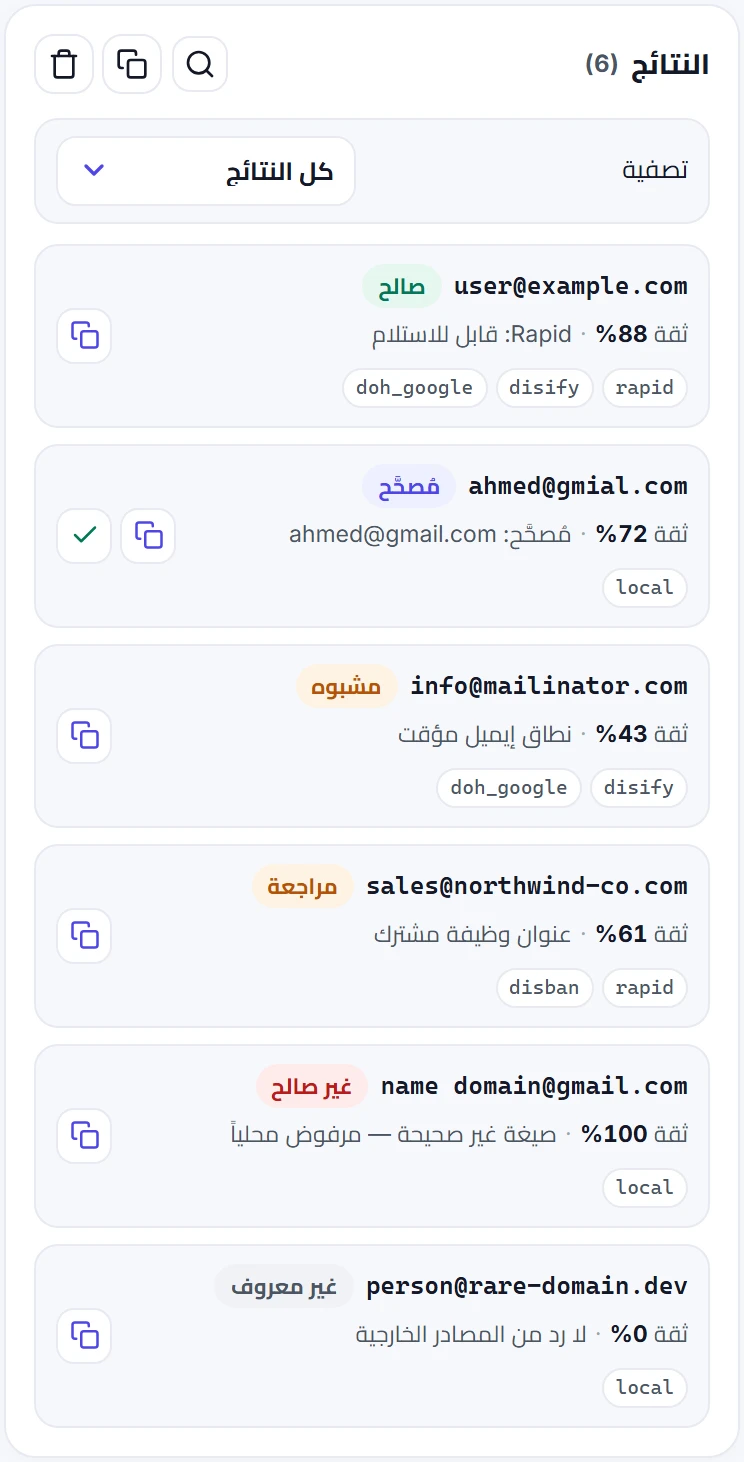 النتائج (6)
تصفية
كل النتائج
user@example.com صالح
ثقة 88% · Rapid: قابل للاستلام
rapid disify doh_google
ahmed@gmial.com مُصحَّح
ثقة 72% · مُصحَّح: ahmed@gmail.com
local
info@mailinator.com مشبوه
ثقة 43% · نطاق إيميل مؤقت
disify doh_google
sales@northwind-co.com مراجعة
ثقة 61% · عنوان وظيفة مشترك
rapid disban
name domain@gmail.com غير صالح
ثقة 100% · صيغة غير صحيحة — مرفوض محلياً
local
person@rare-domain.dev غير معروف
ثقة 0% · لا رد من المصادر الخارجية
local